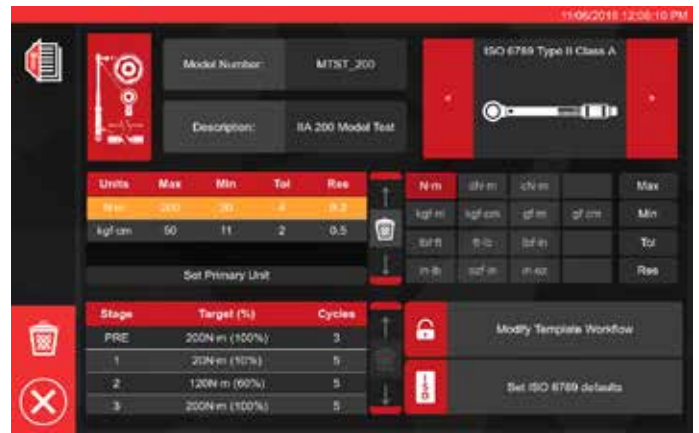 11/06/2018 12:06:10 PM
Model Number: MTST_200
ISO 6789 Type II Class A
Description: IIA 200 Model Test
Units Max Min Tol Res
N·m 200 20 4 0.2
kgf·cm 50 11 2 0.5
Set Primary Unit
N·m dN·m cN·m Max
kgf·m kgf·cm gf·m gf·cm Min
lbf·ft ft·lb lbf·in Tol
in·lb ozf·in in·oz Res
Stage Target (%) Cycles
PRE 200N·m (100%) 3
1 20N·m (10%) 5
2 120N·m (60%) 5
3 200N·m (100%) 5
Modify Template Workflow
ISO
Set ISO 6789 defaults